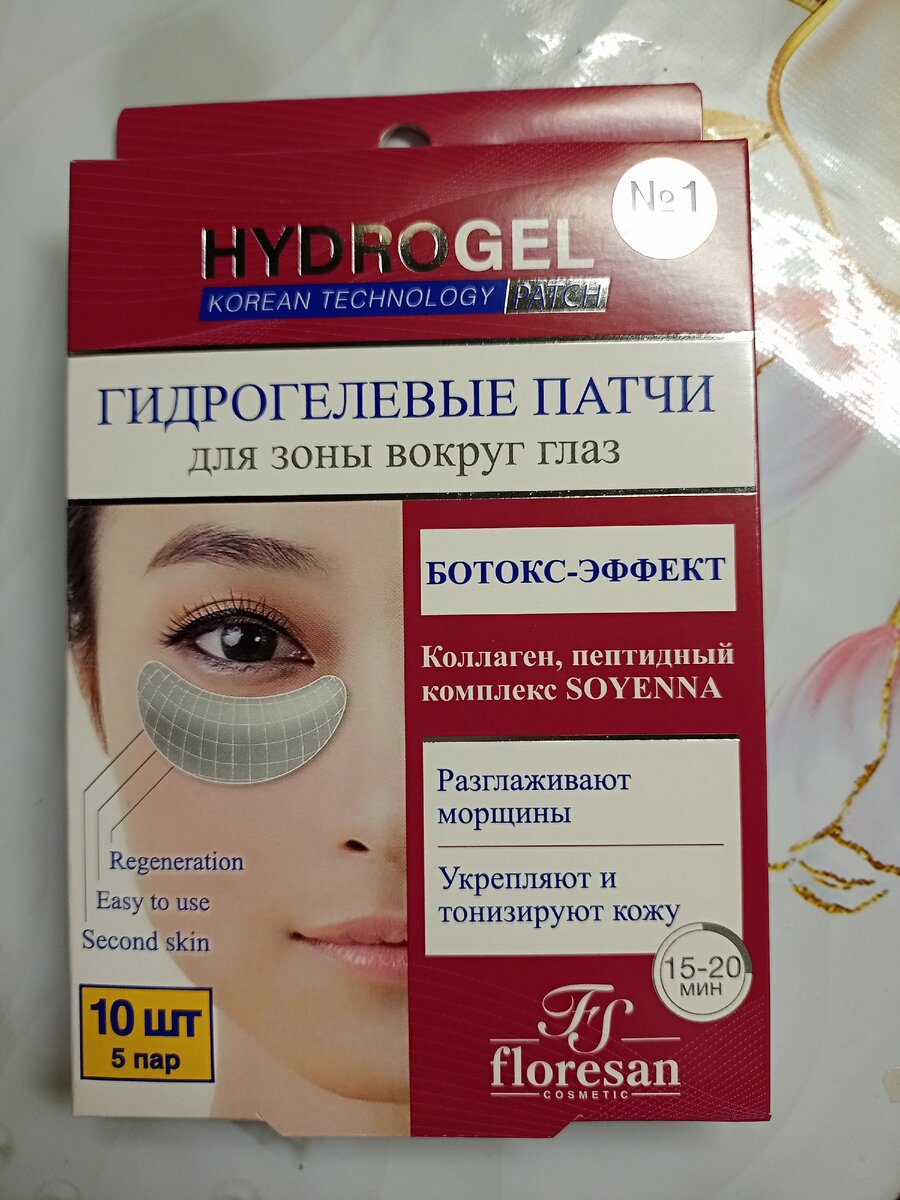 №1
HYDROGEL
KOREAN TECHNOLOGY PATCH
ГИДРОГЕЛЕВЫЕ ПАТЧИ
для зоны вокруг глаз
БОТОКС-ЭФФЕКТ
Коллаген, пептидный
комплекс SOYENNA
Разглаживают
морщины
Укрепляют и
тонизируют кожу
Regeneration
Easy to use
Second skin
10 шт
5 пар
15-20
мин
FS
floresan
COSMETIC